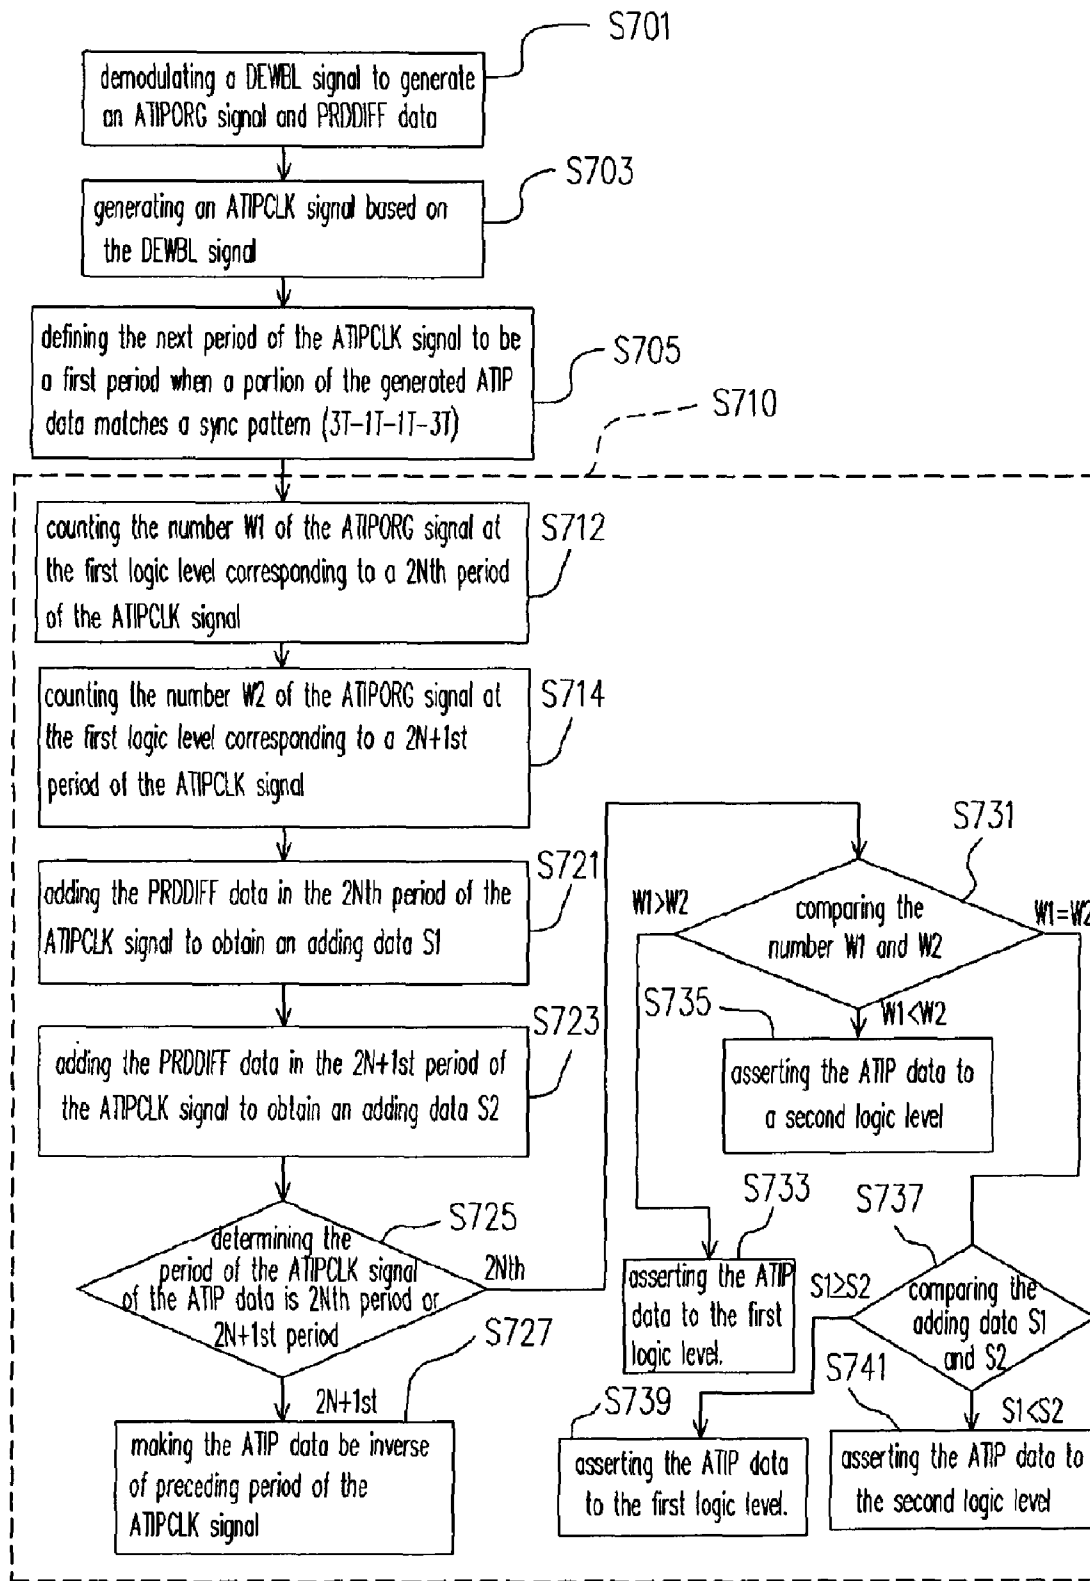 S701
demodulating a DEWBL signal to generate
an ATIPORG signal and PRDDIFF data
S703
generating an ATIPCLK signal based on
the DEWBL signal
S705
defining the next period of the ATIPCLK signal to be
a first period when a portion of the generated ATIP
data matches a sync pattern (3T-1T-1T-3T)
S710
S712
counting the number W1 of the ATIPORG signal at
the first logic level corresponding to a 2Nth period
of the ATIPCLK signal
S714
counting the number W2 of the ATIPORG signal at
the first logic level corresponding to a 2N+1st
period of the ATIPCLK signal
S721
adding the PRDDIFF data in the 2Nth period of the
ATIPCLK signal to obtain an adding data S1
S723
adding the PRDDIFF data in the 2N+1st period of
the ATIPCLK signal to obtain an adding data S2
S725
determining the
period of the ATIPCLK signal
of the ATIP data is 2Nth period or
2N+1st period
2Nth
2N+1st
S727
making the ATIP data be inverse
of preceding period of the
ATIPCLK signal
S731
comparing the
number W1 and W2
W1>W2
W1=W2
W1<W2
S735
asserting the ATIP data to
a second logic level
S733
asserting the ATIP
data to the first
logic level.
S737
comparing the
adding data S1
and S2
S1≥S2
S1<S2
S739
asserting the ATIP data
to the first logic level.
S741
asserting the ATIP data to
the second logic level